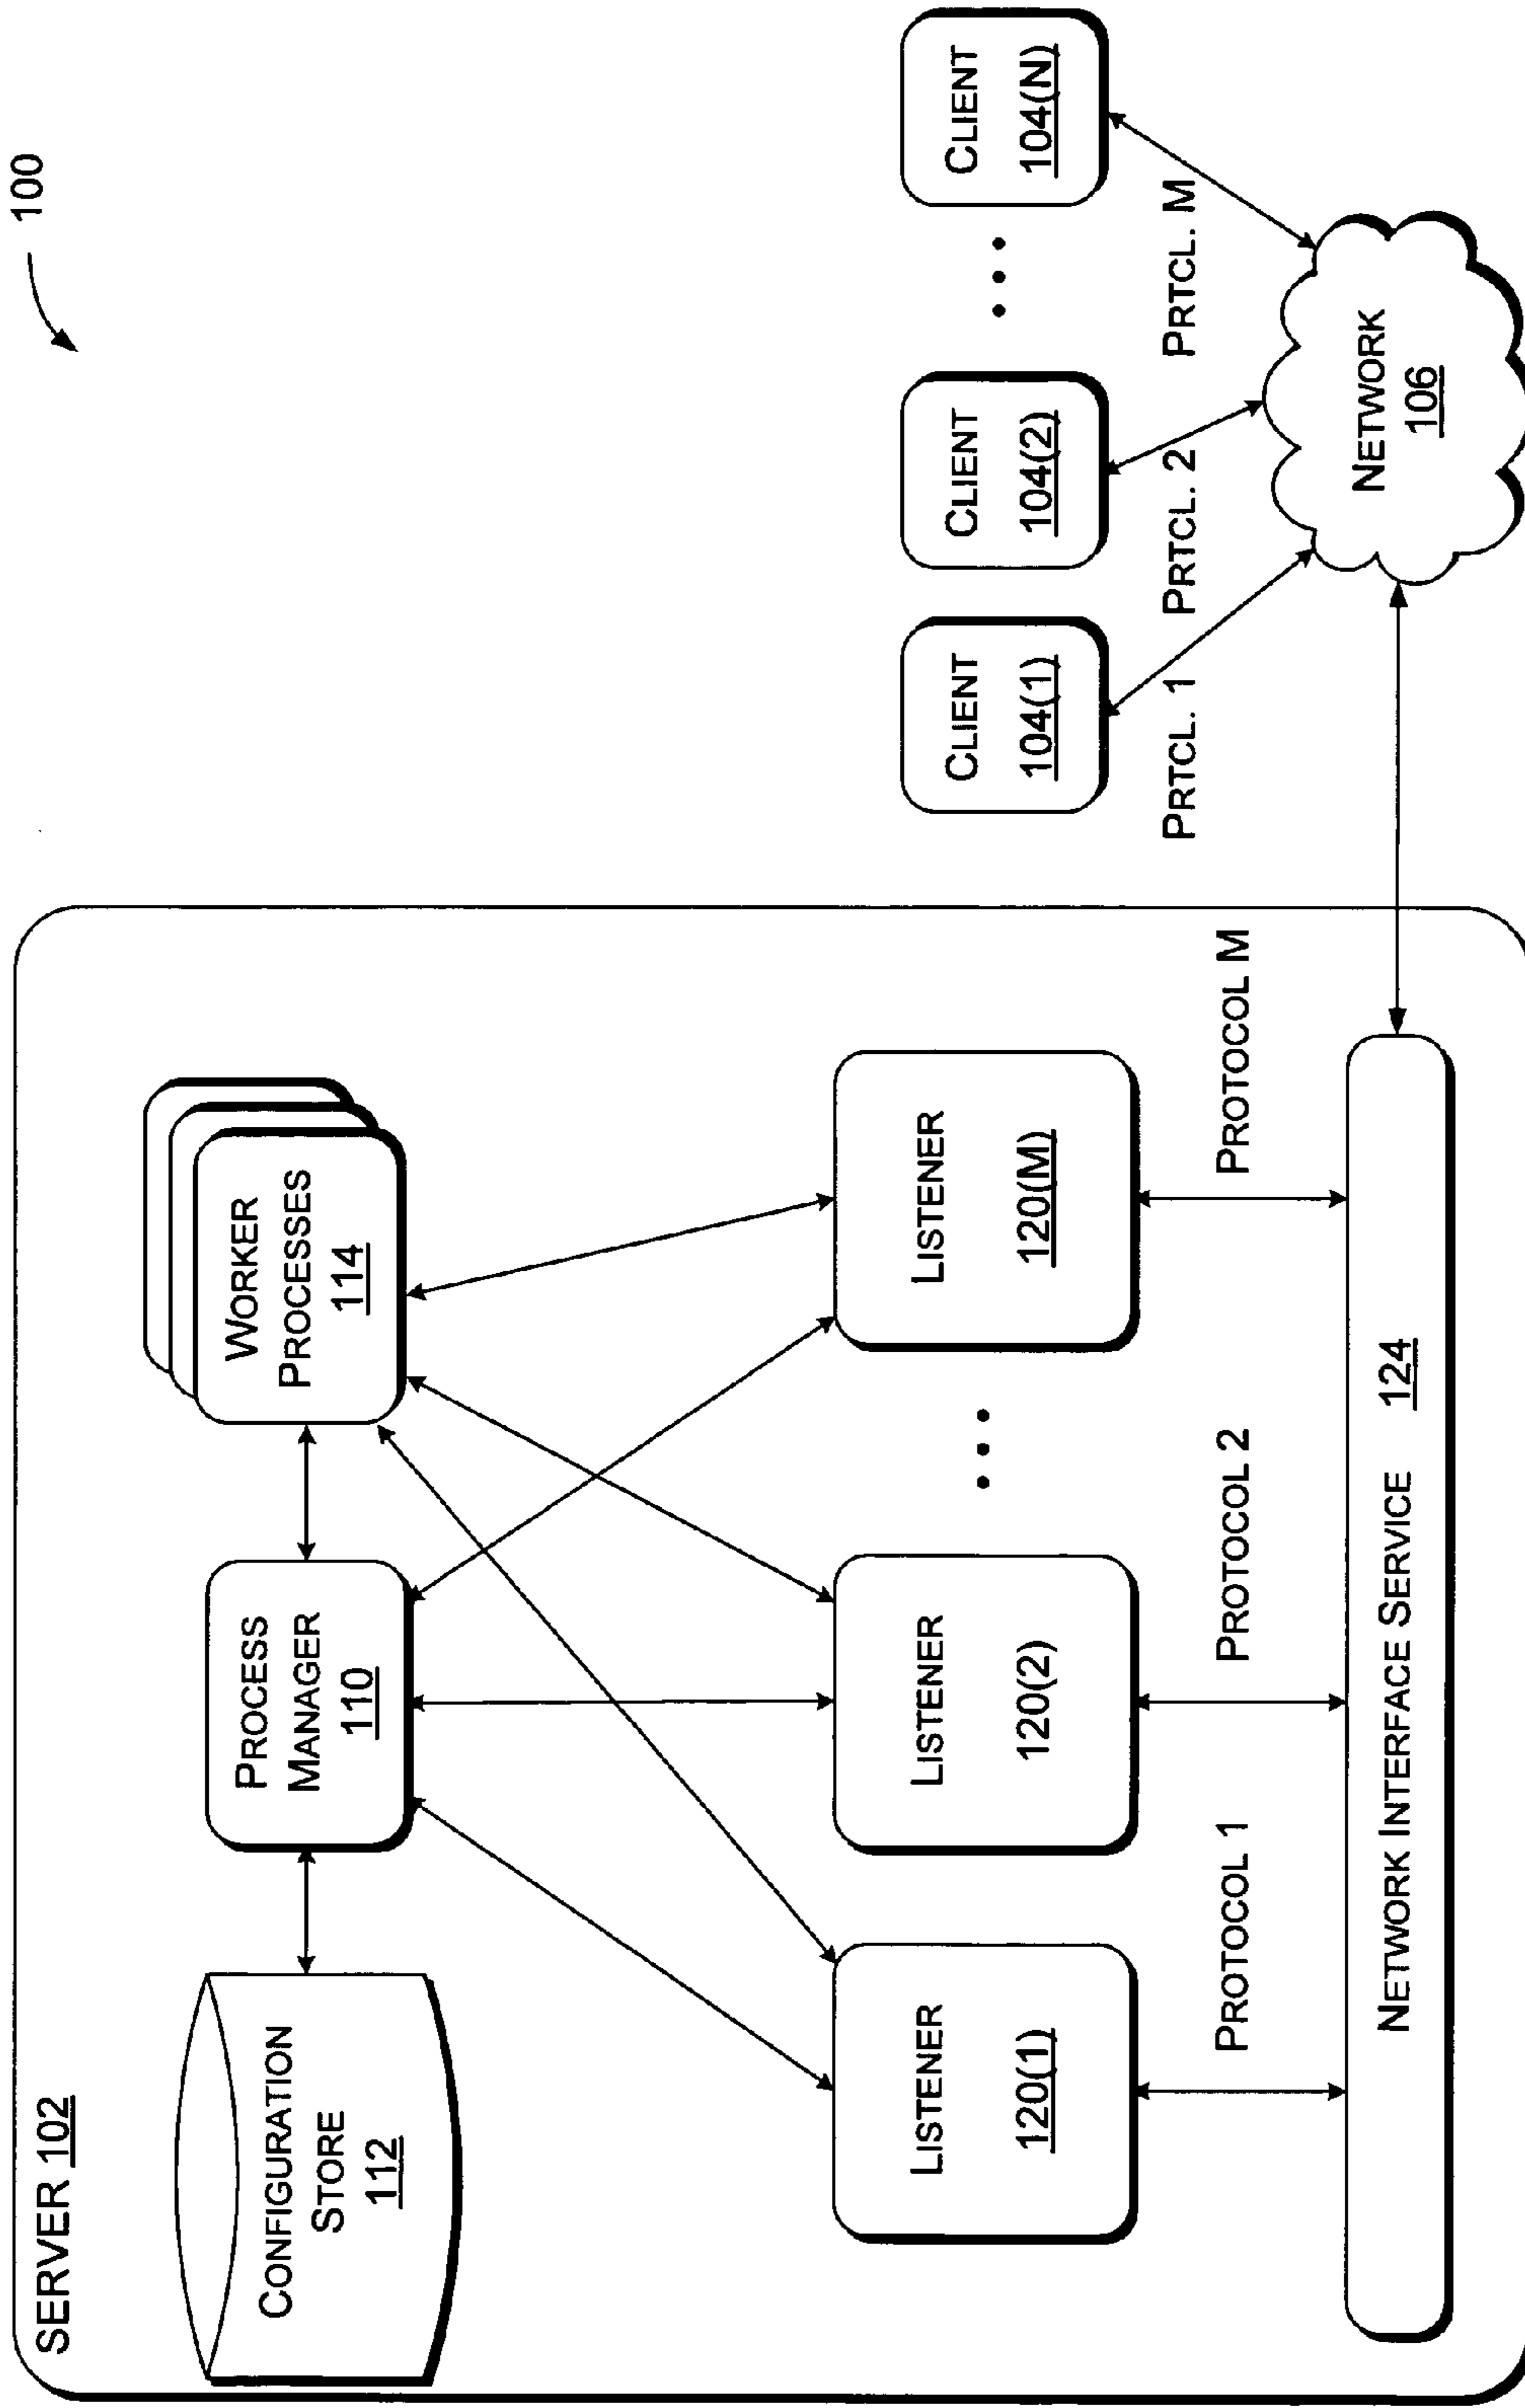 100
SERVER 102
CONFIGURATION
STORE
112
PROCESS
MANAGER
110
WORKER
PROCESSES
114
LISTENER
120(1)
LISTENER
120(2)
LISTENER
120(M)
PROTOCOL 1
PROTOCOL 2
PROTOCOL M
NETWORK INTERFACE SERVICE 124
CLIENT
104(1)
CLIENT
104(2)
CLIENT
104(N)
PRTCL. 1
PRTCL. 2
PRTCL. M
NETWORK
106